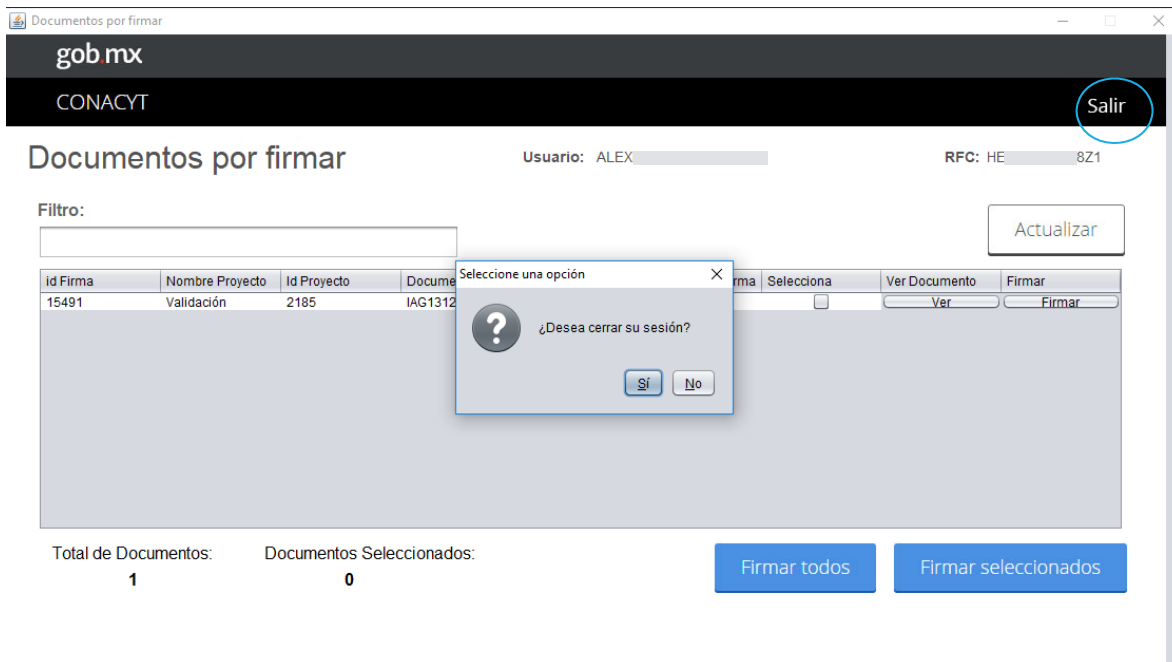 Documentos por firmar
gob.mx
CONACYT
Salir
Documentos por firmar
Usuario: ALEX
RFC: HE 8Z1
Filtro:
Actualizar
id Firma Nombre Proyecto Id Proyecto Docume rma Selecciona Ver Documento Firmar
15491 Validación 2185 IAG1312 Ver Firmar
Seleccione una opción
¿Desea cerrar su sesión?
Sí No
Total de Documentos: Documentos Seleccionados:
1 0
Firmar todos Firmar seleccionados